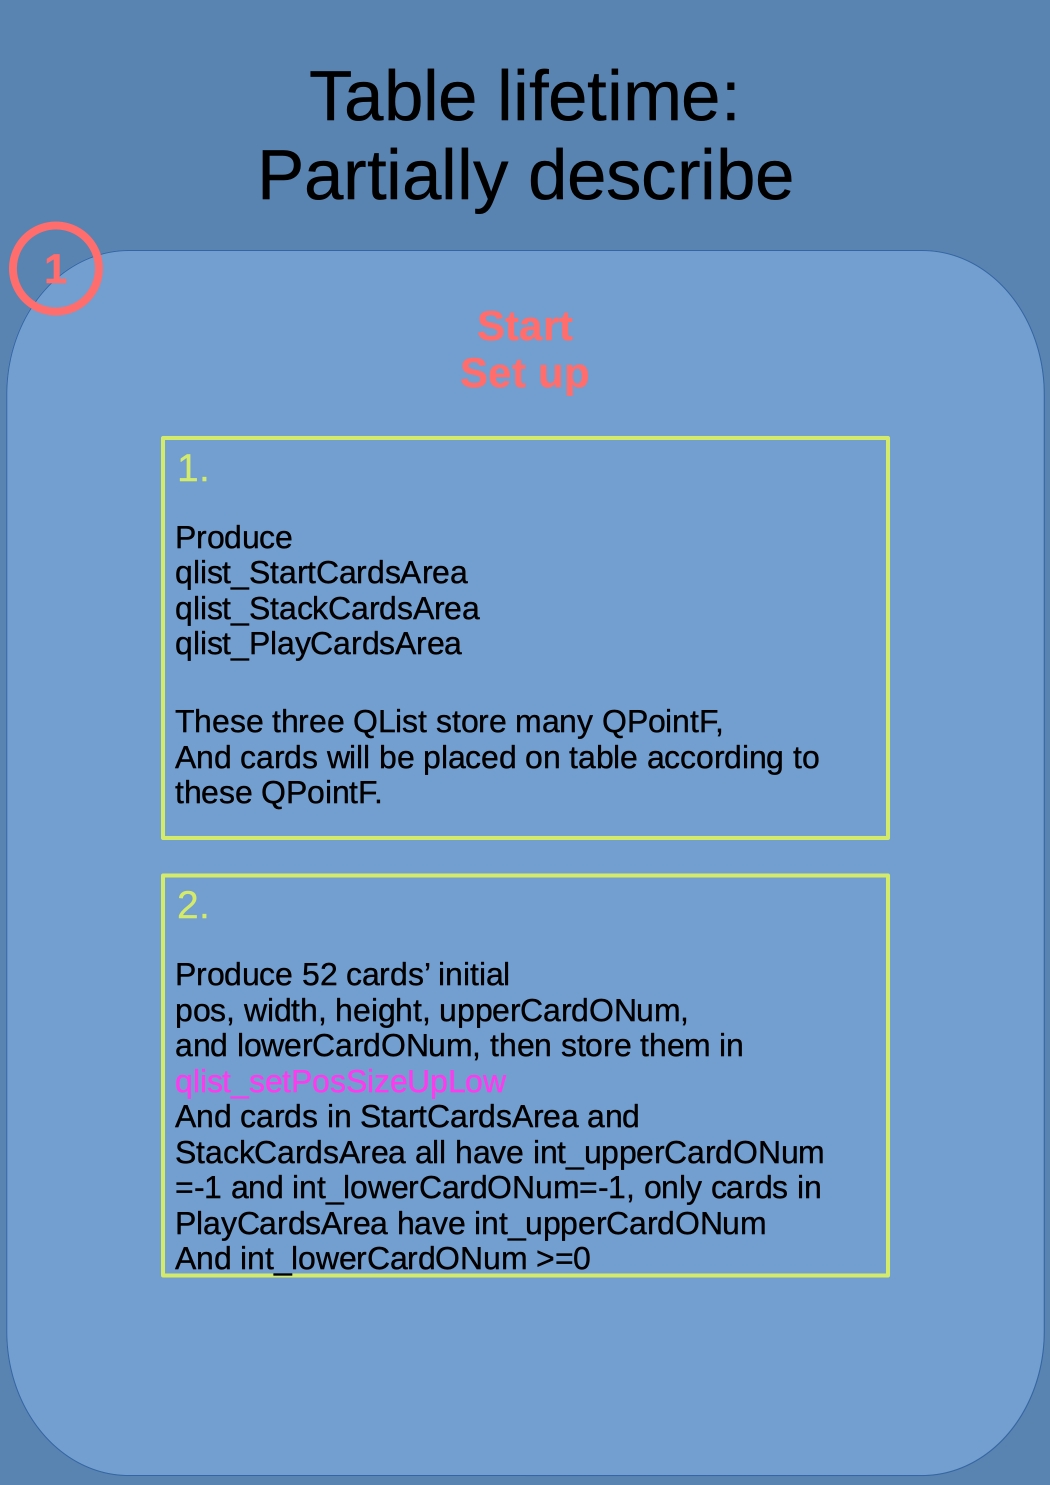 Table lifetime:
Partially describe
1
Start
Set up
1.
Produce
qlist_StartCardsArea
qlist_StackCardsArea
qlist_PlayCardsArea
These three QList store many QPointF,
And cards will be placed on table according to
these QPointF.
2.
Produce 52 cards’ initial
pos, width, height, upperCardONum,
and lowerCardONum, then store them in
qlist_setPosSizeUpLow
And cards in StartCardsArea and
StackCardsArea all have int_upperCardONum
=-1 and int_lowerCardONum=-1, only cards in
PlayCardsArea have int_upperCardONum
And int_lowerCardONum >=0